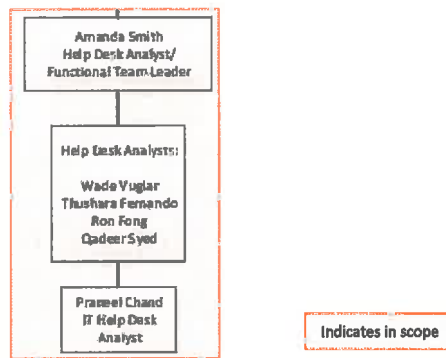 Amanda Smith
Help Desk Analyst/
Functional Team Leader
Help Desk Analysts:
Wade Vuglar
Thushara Fernando
Ron Fong
Qadeer Syed
Praneel Chand
IT Help Desk
Analyst
Indicates in scope